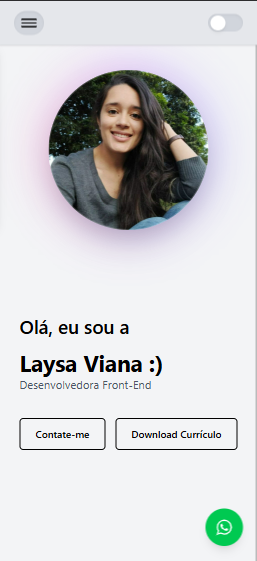 Olá, eu sou a
Laysa Viana :)
Desenvolvedora Front-End
Contate-me
Download Currículo